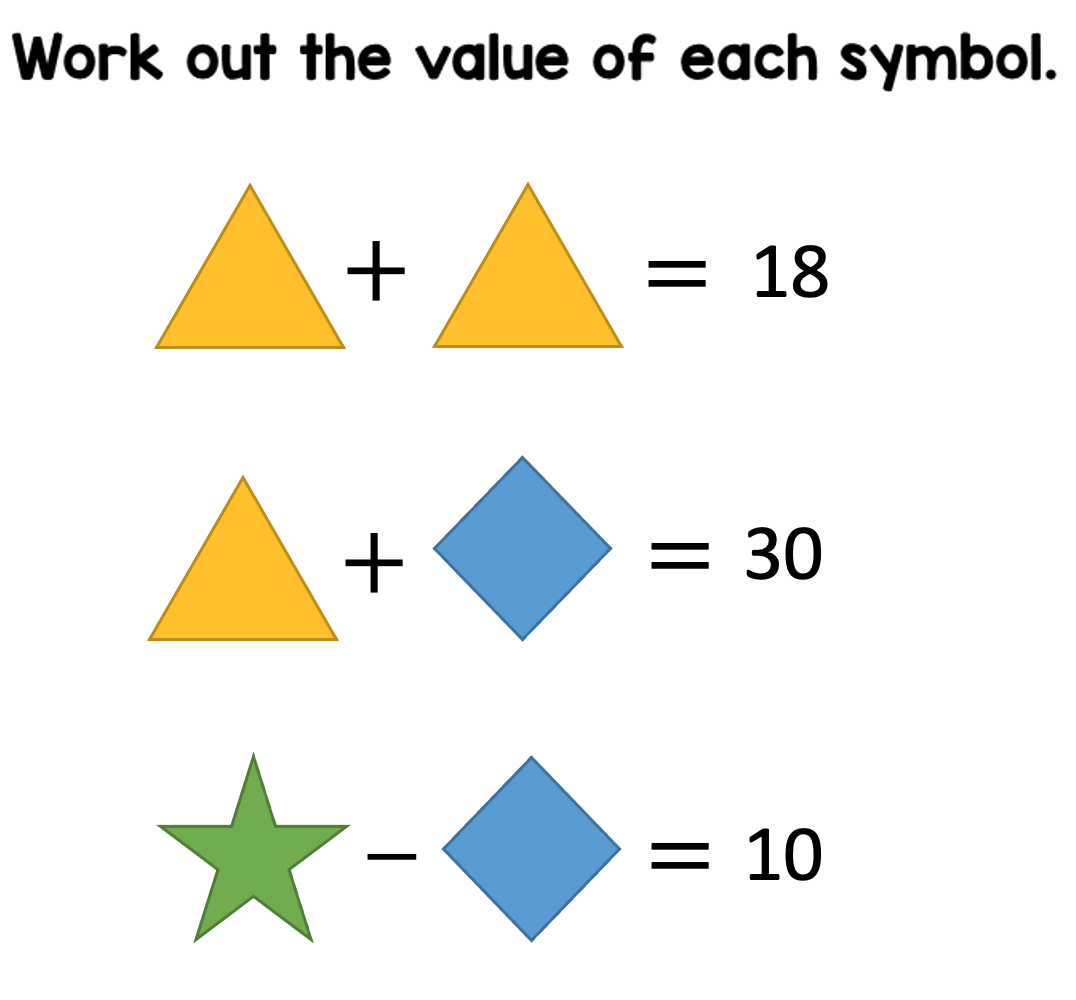 Work out the value of each symbol.
+ = 18
+ = 30
− = 10